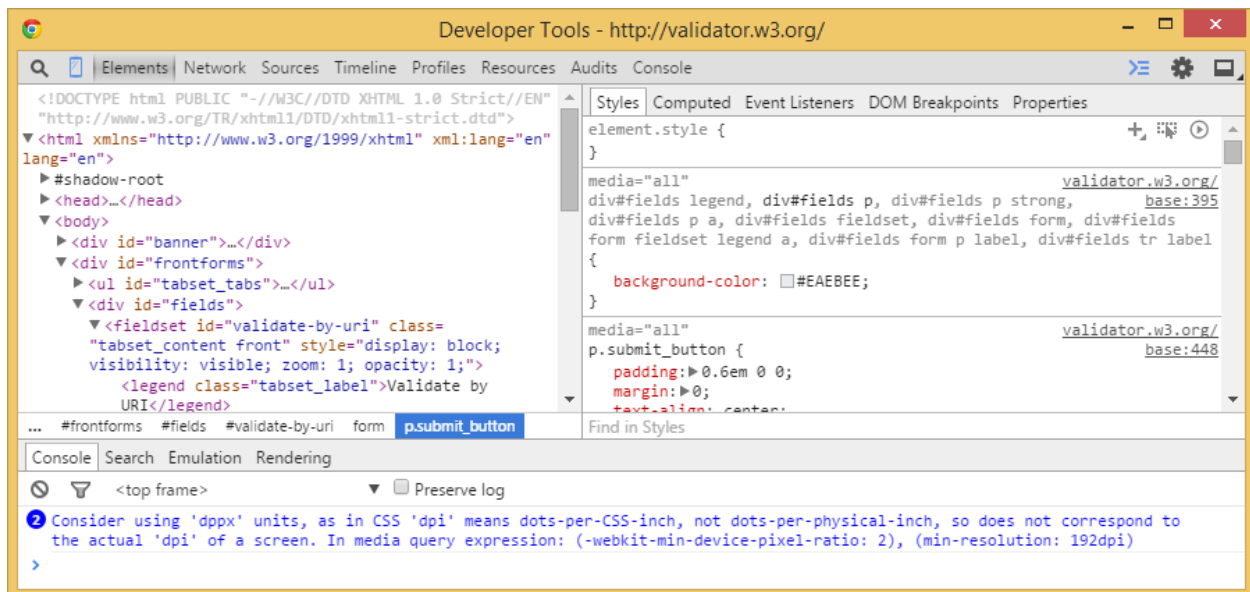 Developer Tools - http://validator.w3.org/
Elements Network Sources Timeline Profiles Resources Audits Console
<!DOCTYPE html PUBLIC "-//W3C//DTD XHTML 1.0 Strict//EN"
"http://www.w3.org/TR/xhtml1/DTD/xhtml1-strict.dtd">
▼<html xmlns="http://www.w3.org/1999/xhtml" xml:lang="en"
lang="en">
▶#shadow-root
▶<head>…</head>
▼<body>
▶<div id="banner">…</div>
▼<div id="frontforms">
▶<ul id="tabset_tabs">…</ul>
▼<div id="fields">
▼<fieldset id="validate-by-uri" class=
"tabset_content front" style="display: block;
visibility: visible; zoom: 1; opacity: 1;">
<legend class="tabset_label">Validate by
URI</legend>
... #frontforms #fields #validate-by-uri form p.submit_button
Styles Computed Event Listeners DOM Breakpoints Properties
element.style {
}
media="all" validator.w3.org/
div#fields legend, div#fields p, div#fields p strong, base:395
div#fields p a, div#fields fieldset, div#fields form, div#fields
form fieldset legend a, div#fields form p label, div#fields tr label
{
background-color: #EAEBEE;
}
media="all" validator.w3.org/
p.submit_button { base:448
padding:▶0.6em 0 0;
margin:▶0;
text-align: center;
Find in Styles
Console Search Emulation Rendering
<top frame> ▼ Preserve log
2 Consider using 'dppx' units, as in CSS 'dpi' means dots-per-CSS-inch, not dots-per-physical-inch, so does not correspond to
the actual 'dpi' of a screen. In media query expression: (-webkit-min-device-pixel-ratio: 2), (min-resolution: 192dpi)
>